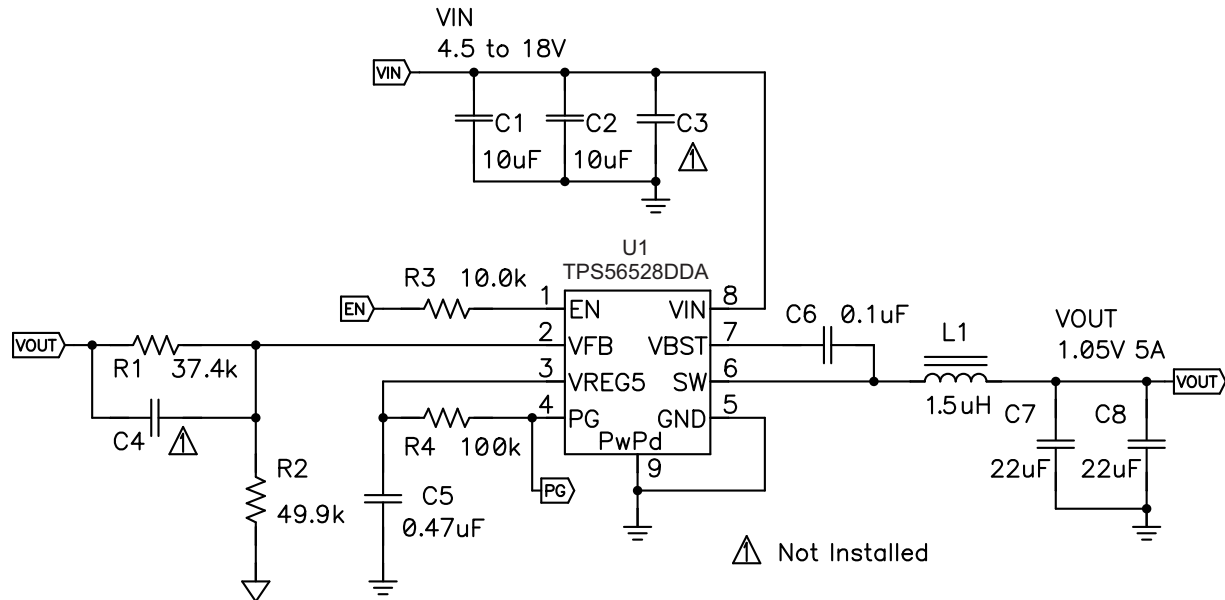 VIN
4.5 to 18V
VIN
C1
C2
C3
10uF
10uF
1
U1
TPS56528DDA
R3 10.0k
EN
1
EN
VIN
8
C6 0.1uF
VOUT
R1
37.4k
2
VFB
VBST
7
L1
VOUT
1.05V 5A
3
VREG5
SW
6
1.5uH
VOUT
C4
1
R4
100k
4
PG
GND
5
C7
C8
PwPd
9
22uF
22uF
R2
49.9k
C5
0.47uF
PG
1 Not Installed